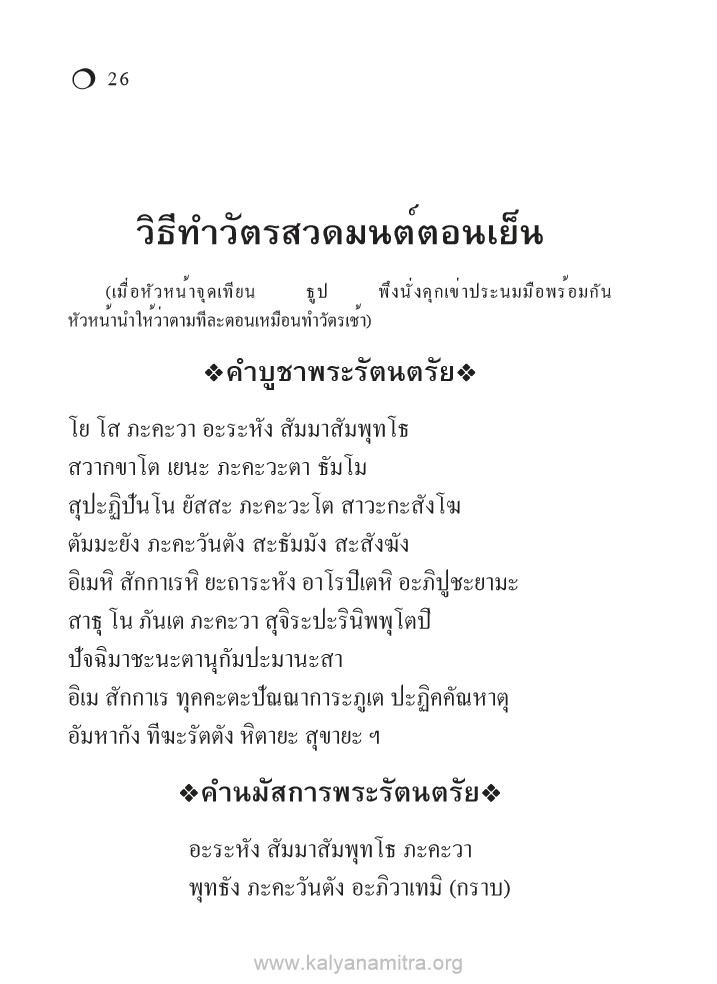 26
วิธีทำวัตรสวดมนต์ตอนเย็น
(เมื่อหัวหน้าจุดเทียน ธูป พึงนั่งคุกเข่าประนมมือพร้อมกัน
หัวหน้านำให้ว่าตามทีละตอนเหมือนทำวัตรเช้า)
❖คำบูชาพระรัตนตรัย❖
โย โส ภะคะวา อะระหัง สัมมาสัมพุทโธ
สวากขาโต เยนะ ภะคะวะตา ธัมโม
สุปะฏิปันโน ยัสสะ ภะคะวะโต สาวะกะสังโฆ
ตัมมะยัง ภะคะวันตัง สะธัมมัง สะสังฆัง
อิเมหิ สักกาเรหิ ยะถาระหัง อาโรปิเตหิ อะภิปูชะยามะ
สาธุ โน ภันเต ภะคะวา สุจิระปะรินิพพุโตปิ
ปัจฉิมาชะนะตานุกัมปะมานะสา
อิเม สักกาเร ทุคคะตะปัณณาการะภูเต ปะฏิคคัณหาตุ
อัมหากัง ทีฆะรัตตัง หิตายะ สุขายะ ฯ
❖คำนมัสการพระรัตนตรัย❖
อะระหัง สัมมาสัมพุทโธ ภะคะวา
พุทธัง ภะคะวันตัง อะภิวาเทมิ (กราบ)
www.kalyanamitra.org